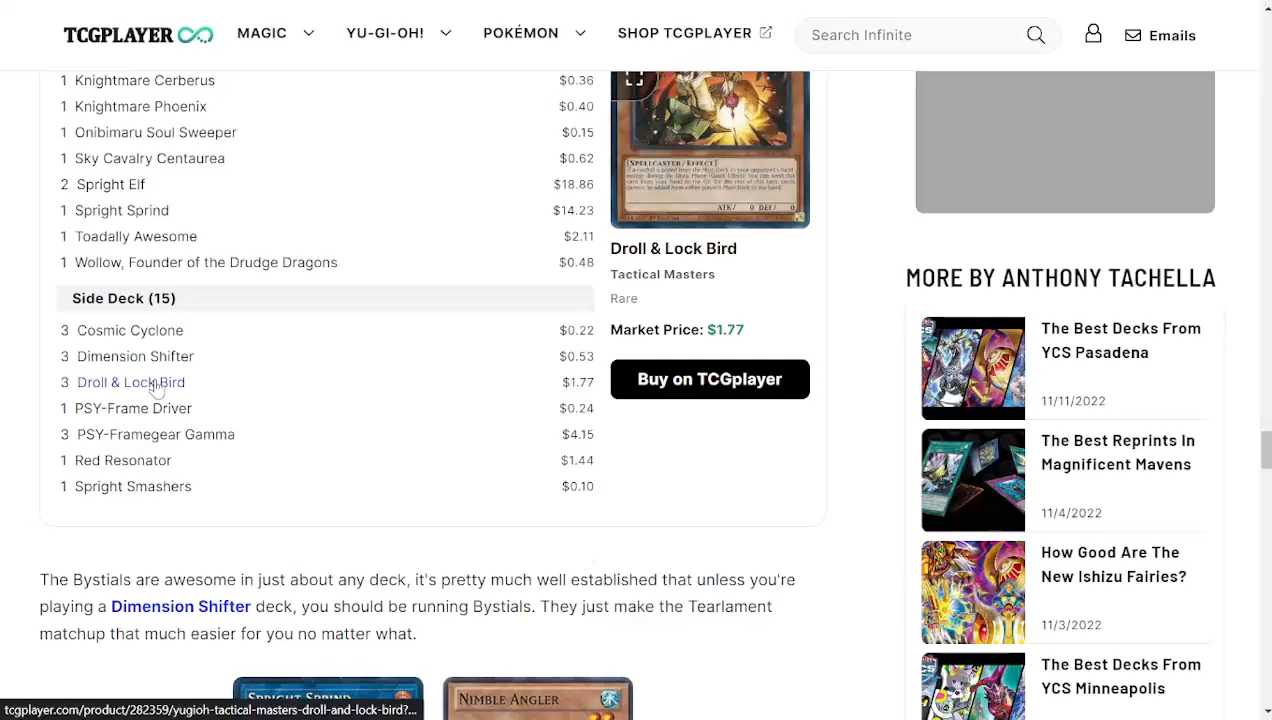 TCGPLAYER MAGIC YU-GI-OH! POKÉMON SHOP TCGPLAYER Search Infinite Emails
1 Knightmare Cerberus $0.36
1 Knightmare Phoenix $0.40
1 Onibimaru Soul Sweeper $0.15
1 Sky Cavalry Centaurea $0.62
2 Spright Elf $18.86
1 Spright Sprind $14.23
1 Toadally Awesome $2.11
1 Wollow, Founder of the Drudge Dragons $0.48
Side Deck (15)
3 Cosmic Cyclone $0.22
3 Dimension Shifter $0.53
3 Droll & Lock Bird $1.77
1 PSY-Frame Driver $0.24
3 PSY-Framegear Gamma $4.15
1 Red Resonator $1.44
1 Spright Smashers $0.10
[SPELLCASTER/EFFECT]
ATK/ 0 DEF/ 0
Droll & Lock Bird
Tactical Masters
Rare
Market Price: $1.77
Buy on TCGplayer
The Bystials are awesome in just about any deck, it's pretty much well established that unless you're
playing a Dimension Shifter deck, you should be running Bystials. They just make the Tearlament
matchup that much easier for you no matter what.
SPRIGHT SPRIND
NIMBLE ANGLER
MORE BY ANTHONY TACHELLA
The Best Decks From
YCS Pasadena
11/11/2022
The Best Reprints In
Magnificent Mavens
11/4/2022
How Good Are The
New Ishizu Fairies?
11/3/2022
The Best Decks From
YCS Minneapolis
tcgplayer.com/product/282359/yugioh-tactical-masters-droll-and-lock-bird?...